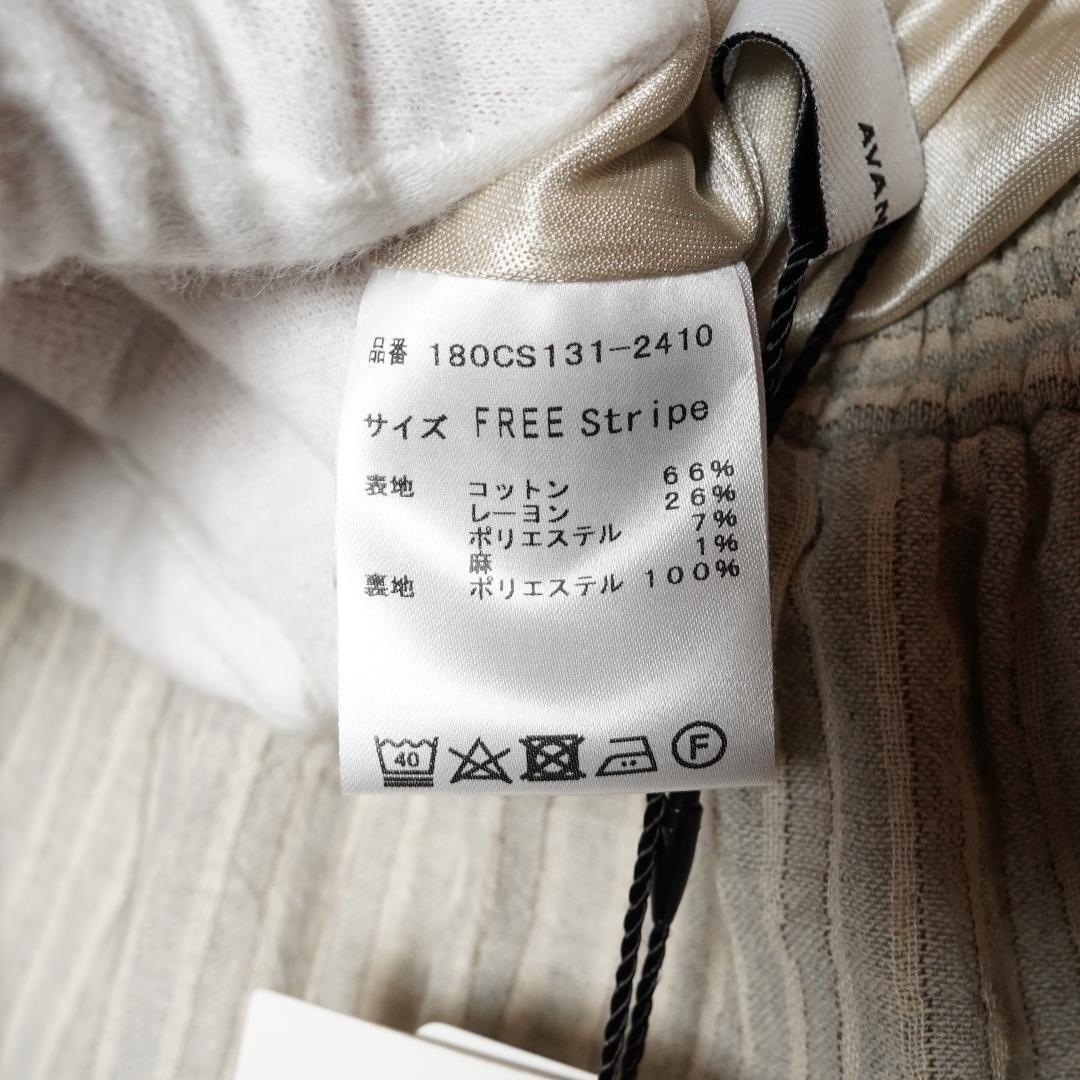 AVAN
品番 180CS131-2410
サイズ FREE Stripe
表地 コットン 66%
レーヨン 26%
ポリエステル 7%
麻 1%
裏地 ポリエステル 100%
40
F